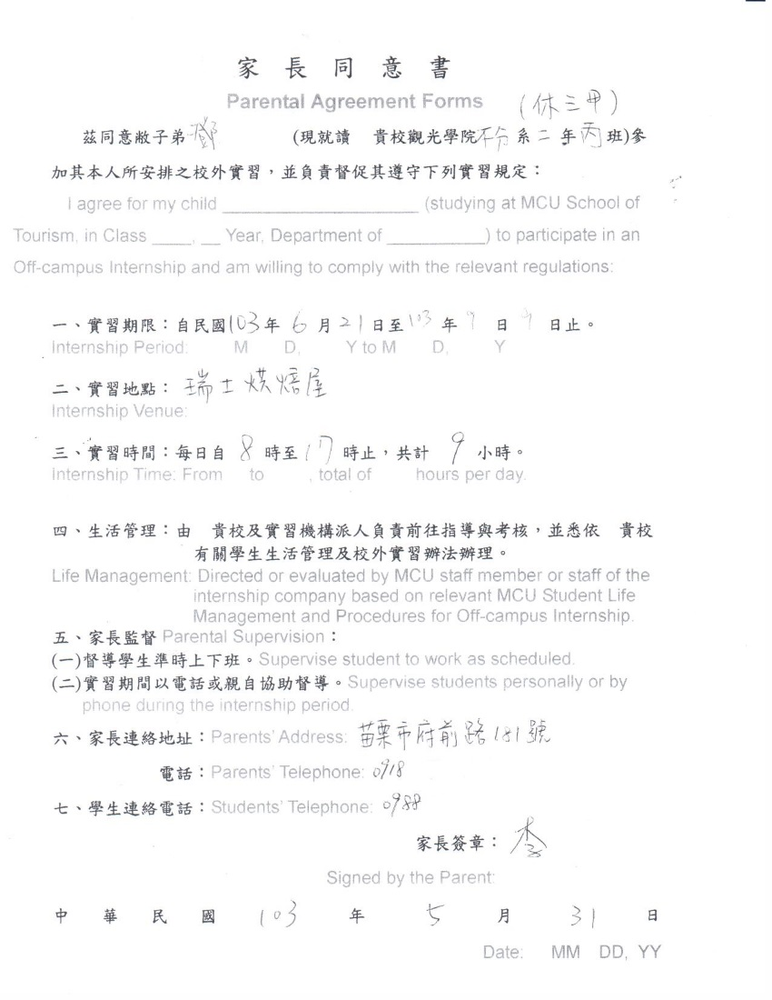 家長同意書
Parental Agreement Forms (休三甲)
茲同意敝子弟 鄧 (現就讀 貴校觀光學院不分系二年丙班)參
加其本人所安排之校外實習，並負責督促其遵守下列實習規定：
I agree for my child ____________________ (studying at MCU School of
Tourism, in Class ____, __ Year, Department of __________) to participate in an
Off-campus Internship and am willing to comply with the relevant regulations:
一、實習期限：自民國103年 6 月 21日至103 年 9 日 9 日止。
Internship Period: M D, Y to M D, Y
二、實習地點：瑞士烘焙屋
Internship Venue:
三、實習時間：每日自 8 時至 17 時止，共計 9 小時。
Internship Time: From to , total of hours per day.
四、生活管理：由 貴校及實習機構派人負責前往指導與考核，並悉依 貴校
有關學生生活管理及校外實習辦法辦理。
Life Management: Directed or evaluated by MCU staff member or staff of the
internship company based on relevant MCU Student Life
Management and Procedures for Off-campus Internship.
五、家長監督 Parental Supervision：
(一)督導學生準時上下班。Supervise student to work as scheduled.
(二)實習期間以電話或親自協助督導。Supervise students personally or by
phone during the internship period.
六、家長連絡地址：Parents' Address: 苗栗市府前路181號
電話：Parents' Telephone: 0918
七、學生連絡電話：Students' Telephone: 0988
家長簽章：李
Signed by the Parent:
中華民國 103 年 5 月 31 日
Date: MM DD, YY